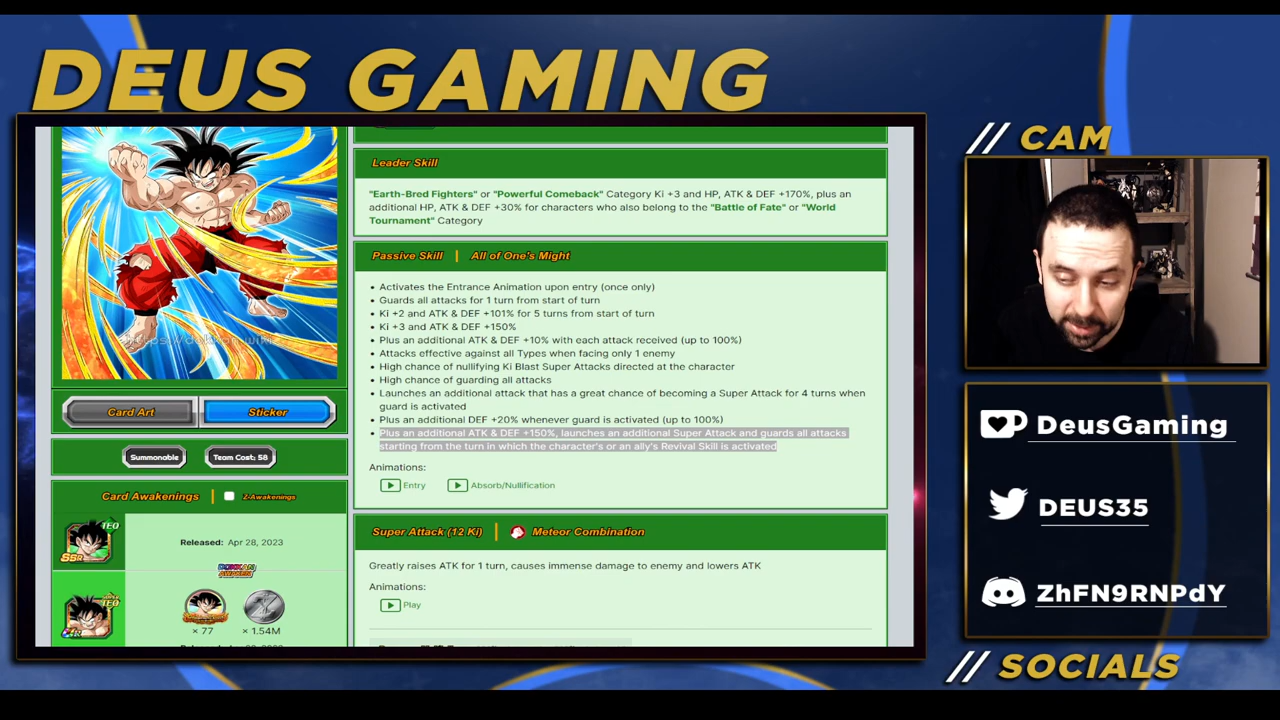 DEUS GAMING
// CAM
Leader Skill
"Earth-Bred Fighters" or "Powerful Comeback" Category Ki +3 and HP, ATK & DEF +170%, plus an
additional HP, ATK & DEF +30% for characters who also belong to the "Battle of Fate" or "World
Tournament" Category
Passive Skill | All of One's Might
• Activates the Entrance Animation upon entry (once only)
• Guards all attacks for 1 turn from start of turn
• Ki +2 and ATK & DEF +101% for 5 turns from start of turn
• Ki +3 and ATK & DEF +150%
• Plus an additional ATK & DEF +10% with each attack received (up to 100%)
• Attacks effective against all Types when facing only 1 enemy
• High chance of nullifying Ki Blast Super Attacks directed at the character
• High chance of guarding all attacks
• Launches an additional attack that has a great chance of becoming a Super Attack for 4 turns when
guard is activated
• Plus an additional DEF +20% whenever guard is activated (up to 100%)
• Plus an additional ATK & DEF +150%, launches an additional Super Attack and guards all attacks
starting from the turn in which the character's or an ally's Revival Skill is activated
Animations:
Entry Absorb/Nullification
Super Attack (12 Ki) | Meteor Combination
Greatly raises ATK for 1 turn, causes immense damage to enemy and lowers ATK
Animations:
Play
https://dokkan.wiki
Card Art Sticker
Summonable Team Cost: 58
Card Awakenings | Z-Awakenings
TEQ
SSR
Released: Apr 28, 2023
DOKKAN
AWAKEN
TEQ
UR
× 77 × 1.54M
DeusGaming
DEUS35
ZhFN9RNPdY
// SOCIALS